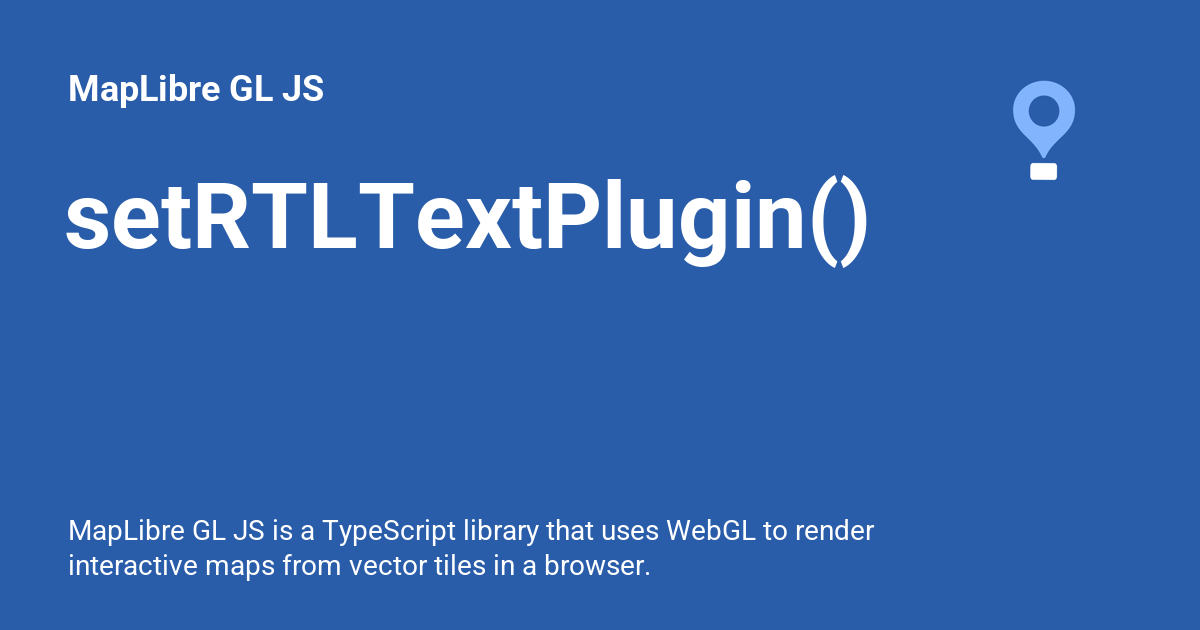 MapLibre GL JS
setRTLTextPlugin()
MapLibre GL JS is a TypeScript library that uses WebGL to render
interactive maps from vector tiles in a browser.